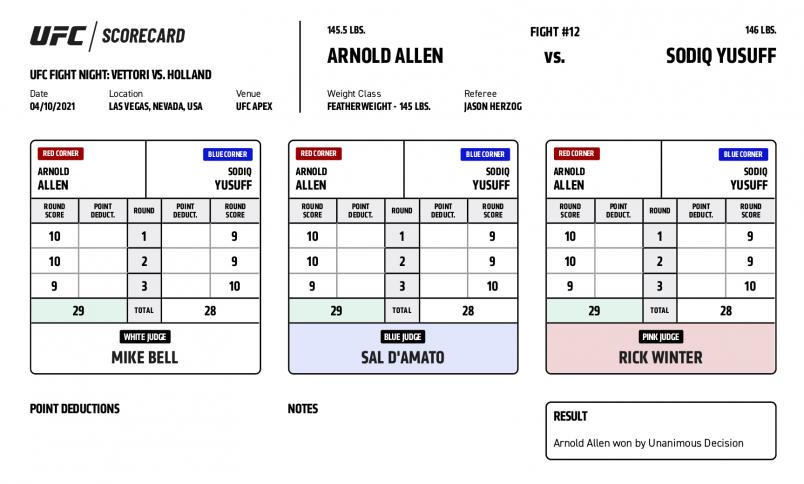 UFC / SCORECARD
UFC FIGHT NIGHT: VETTORI VS. HOLLAND
Date Location Venue
04/10/2021 LAS VEGAS, NEVADA, USA UFC APEX
145.5 LBS. FIGHT #12 146 LBS.
ARNOLD ALLEN VS. SODIQ YUSUFF
Weight Class Referee
FEATHERWEIGHT - 145 LBS. JASON HERZOG
RED CORNER BLUE CORNER
ARNOLD SODIQ
ALLEN YUSUFF
ROUND SCORE POINT DEDUCT. ROUND POINT DEDUCT. ROUND SCORE
10 1 9
10 2 9
9 3 10
29 TOTAL 28
WHITE JUDGE
MIKE BELL
RED CORNER BLUE CORNER
ARNOLD SODIQ
ALLEN YUSUFF
ROUND SCORE POINT DEDUCT. ROUND POINT DEDUCT. ROUND SCORE
10 1 9
10 2 9
9 3 10
29 TOTAL 28
BLUE JUDGE
SAL D'AMATO
RED CORNER BLUE CORNER
ARNOLD SODIQ
ALLEN YUSUFF
ROUND SCORE POINT DEDUCT. ROUND POINT DEDUCT. ROUND SCORE
10 1 9
10 2 9
9 3 10
29 TOTAL 28
PINK JUDGE
RICK WINTER
POINT DEDUCTIONS
NOTES
RESULT
Arnold Allen won by Unanimous Decision